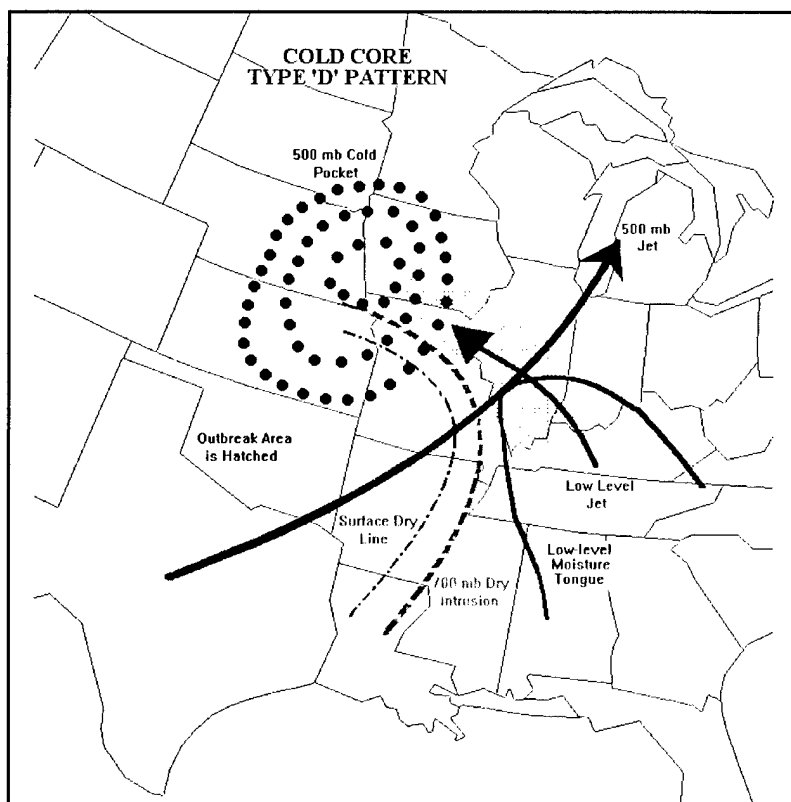 COLD CORE
TYPE 'D' PATTERN
500 mb Cold
Pocket
500 mb
Jet
Outbreak Area
is Hatched
Low Level
Jet
Surface Dry
Line
Low-level
Moisture
Tongue
700 mb Dry
Intrusion